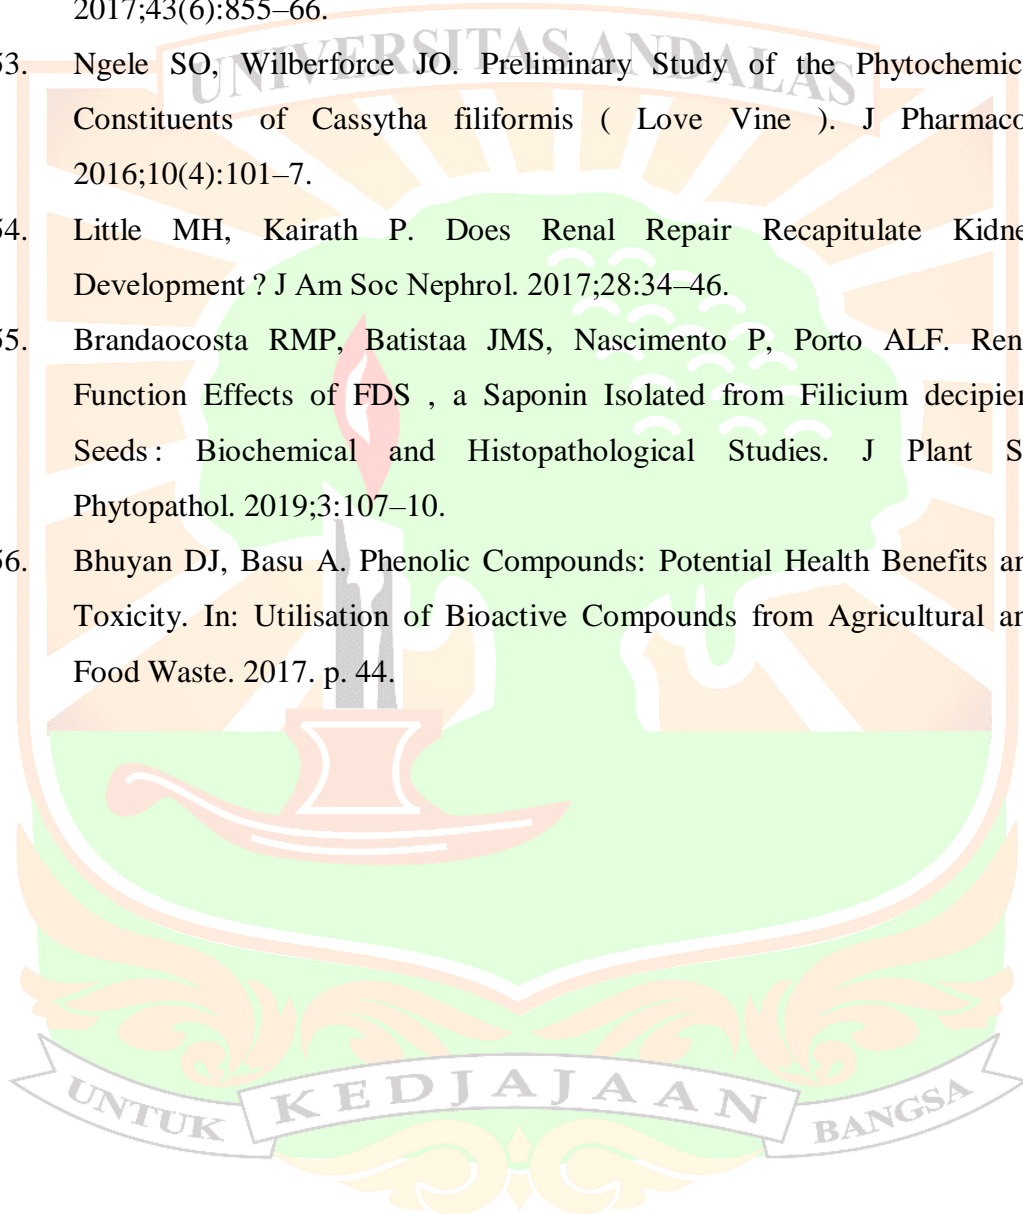 2017;43(6):855–66.
UNIVERSITAS ANDALAS
53. Ngele SO, Wilberforce JO. Preliminary Study of the Phytochemic
Constituents of Cassytha filiformis ( Love Vine ). J Pharmaco
2016;10(4):101–7.
54. Little MH, Kairath P. Does Renal Repair Recapitulate Kidne
Development ? J Am Soc Nephrol. 2017;28:34–46.
55. Brandaocosta RMP, Batistaa JMS, Nascimento P, Porto ALF. Ren
Function Effects of FDS , a Saponin Isolated from Filicium decipien
Seeds : Biochemical and Histopathological Studies. J Plant S
Phytopathol. 2019;3:107–10.
56. Bhuyan DJ, Basu A. Phenolic Compounds: Potential Health Benefits an
Toxicity. In: Utilisation of Bioactive Compounds from Agricultural an
Food Waste. 2017. p. 44.
UNTUK KEDJAJAAN BANGSA